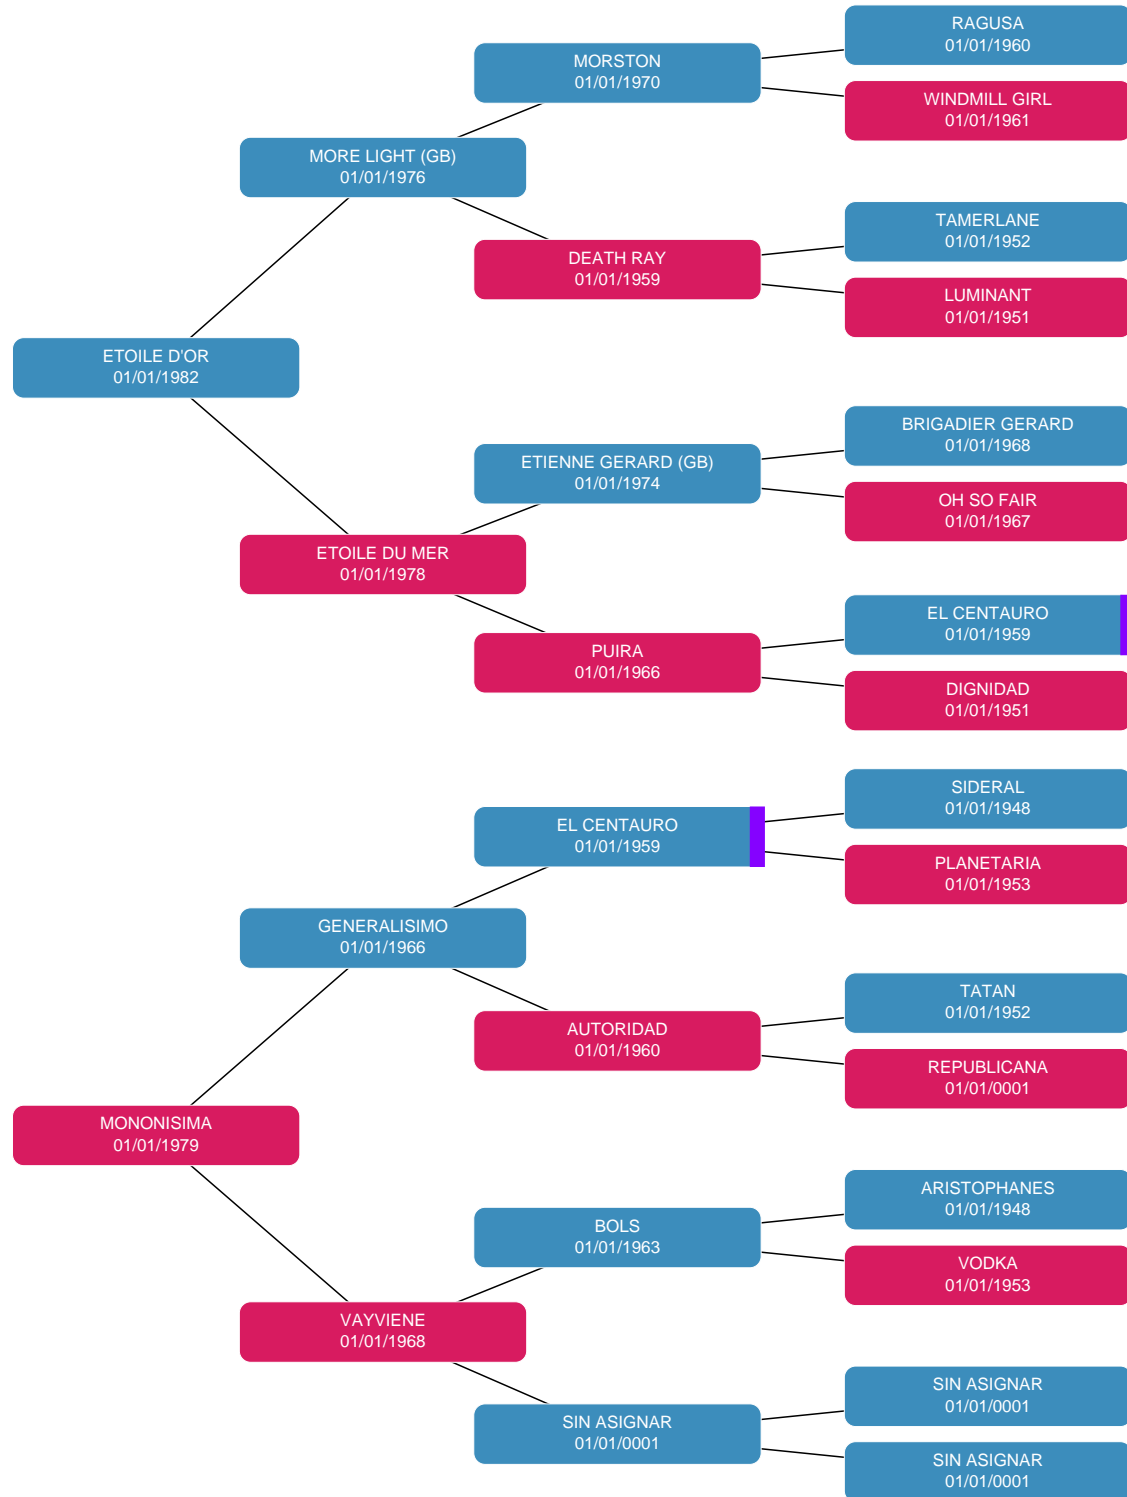 RAGUSA
01/01/1960
MORSTON
01/01/1970
WINDMILL GIRL
01/01/1961
MORE LIGHT (GB)
01/01/1976
TAMERLANE
01/01/1952
DEATH RAY
01/01/1959
LUMINANT
01/01/1951
ETOILE D'OR
01/01/1982
BRIGADIER GERARD
01/01/1968
ETIENNE GERARD (GB)
01/01/1974
OH SO FAIR
01/01/1967
ETOILE DU MER
01/01/1978
EL CENTAURO
01/01/1959
PUIRA
01/01/1966
DIGNIDAD
01/01/1951
SIDERAL
01/01/1948
EL CENTAURO
01/01/1959
PLANETARIA
01/01/1953
GENERALISIMO
01/01/1966
TATAN
01/01/1952
AUTORIDAD
01/01/1960
REPUBLICANA
01/01/0001
MONONISIMA
01/01/1979
ARISTOPHANES
01/01/1948
BOLS
01/01/1963
VODKA
01/01/1953
VAYVIENE
01/01/1968
SIN ASIGNAR
01/01/0001
SIN ASIGNAR
01/01/0001
SIN ASIGNAR
01/01/0001